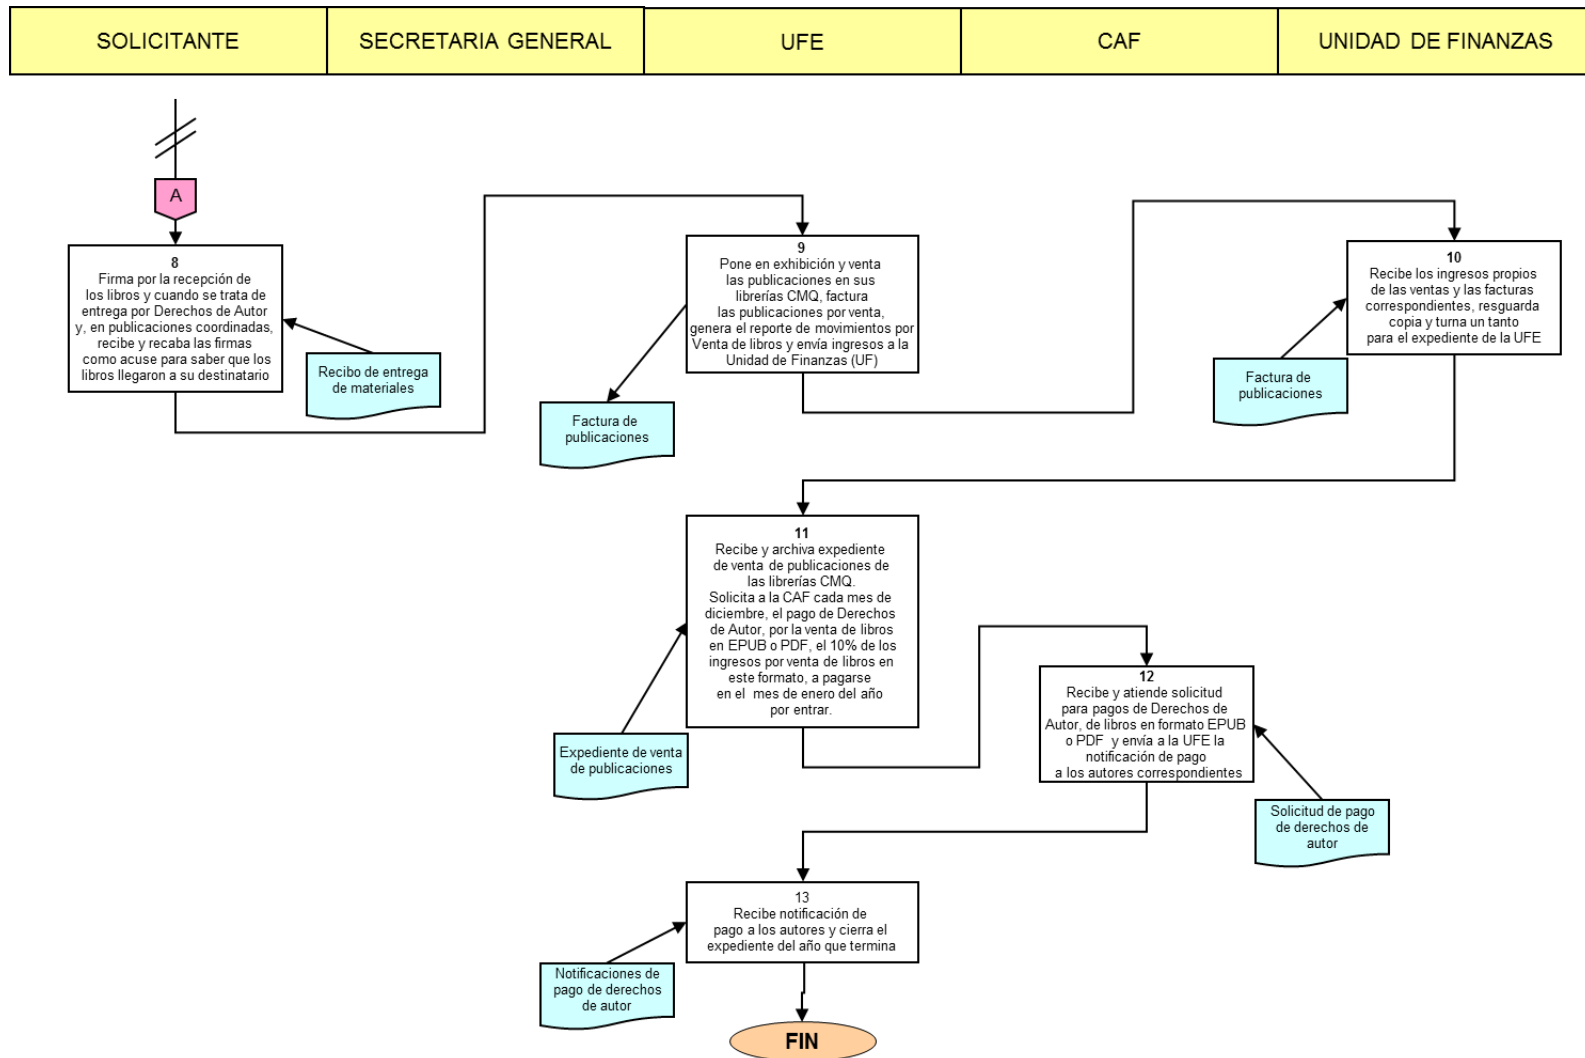 SOLICITANTE
SECRETARIA GENERAL
UFE
CAF
UNIDAD DE FINANZAS
A
8
Firma por la recepción de
los libros y cuando se trata de
entrega por Derechos de Autor
y, en publicaciones coordinadas,
recibe y recaba las firmas
como acuse para saber que los
libros llegaron a su destinatario
Recibo de entrega
de materiales
9
Pone en exhibición y venta
las publicaciones en sus
librerías CMQ, factura
las publicaciones por venta,
genera el reporte de movimientos por
Venta de libros y envía ingresos a la
Unidad de Finanzas (UF)
Factura de
publicaciones
10
Recibe los ingresos propios
de las ventas y las facturas
correspondientes, resguarda
copia y turna un tanto
para el expediente de la UFE
Factura de
publicaciones
11
Recibe y archiva expediente
de venta de publicaciones de
las librerías CMQ.
Solicita a la CAF cada mes de
diciembre, el pago de Derechos
de Autor, por la venta de libros
en EPUB o PDF, el 10% de los
ingresos por venta de libros en
este formato, a pagarse
en el mes de enero del año
por entrar.
Expediente de venta
de publicaciones
12
Recibe y atiende solicitud
para pagos de Derechos de
Autor, de libros en formato EPUB
o PDF y envía a la UFE la
notificación de pago
a los autores correspondientes
Solicitud de pago
de derechos de
autor
13
Recibe notificación de
pago a los autores y cierra el
expediente del año que termina
Notificaciones de
pago de derechos
de autor
FIN